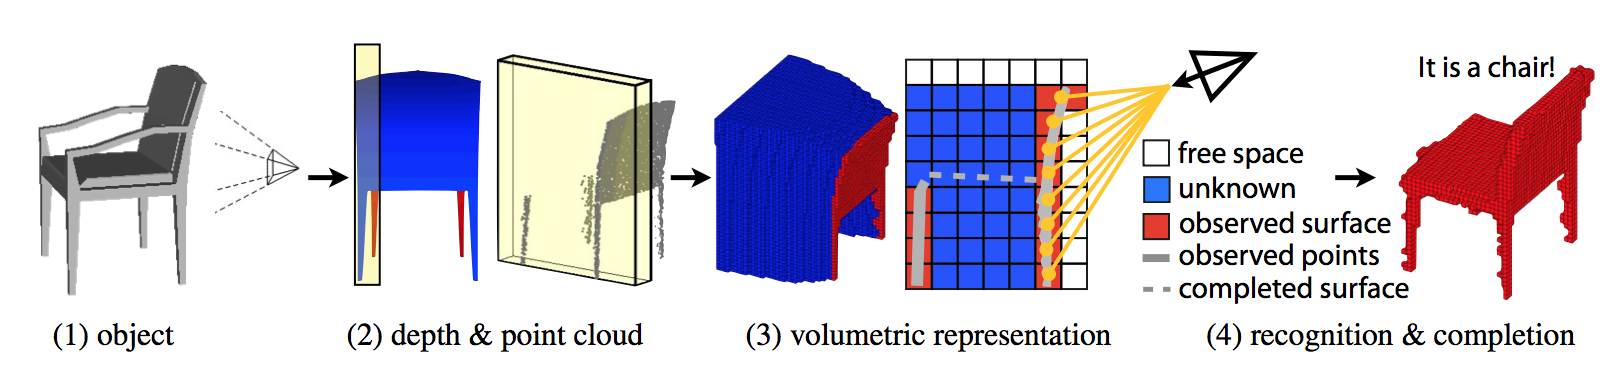 It is a chair!
free space
unknown
observed surface
observed points
completed surface
(1) object
(2) depth & point cloud
(3) volumetric representation
(4) recognition & completion